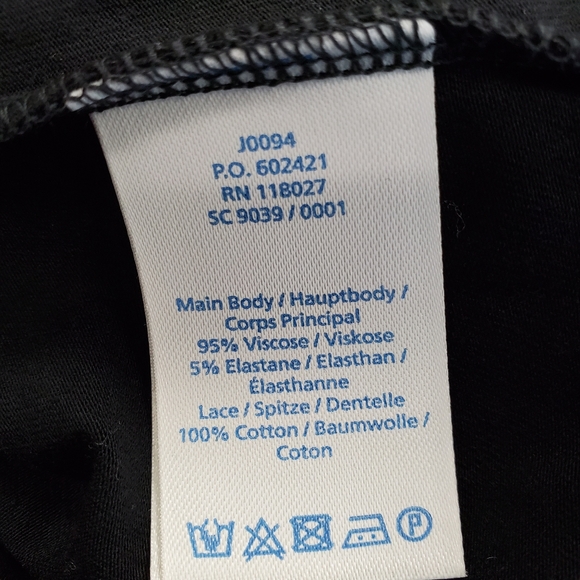 J0094
P.O. 602421
RN 118027
SC 9039 / 0001
Main Body / Hauptbody /
Corps Principal
95% Viscose / Viskose
5% Elastane / Elasthan /
Élasthanne
Lace / Spitze / Dentelle
100% Cotton / Baumwolle /
Coton
P